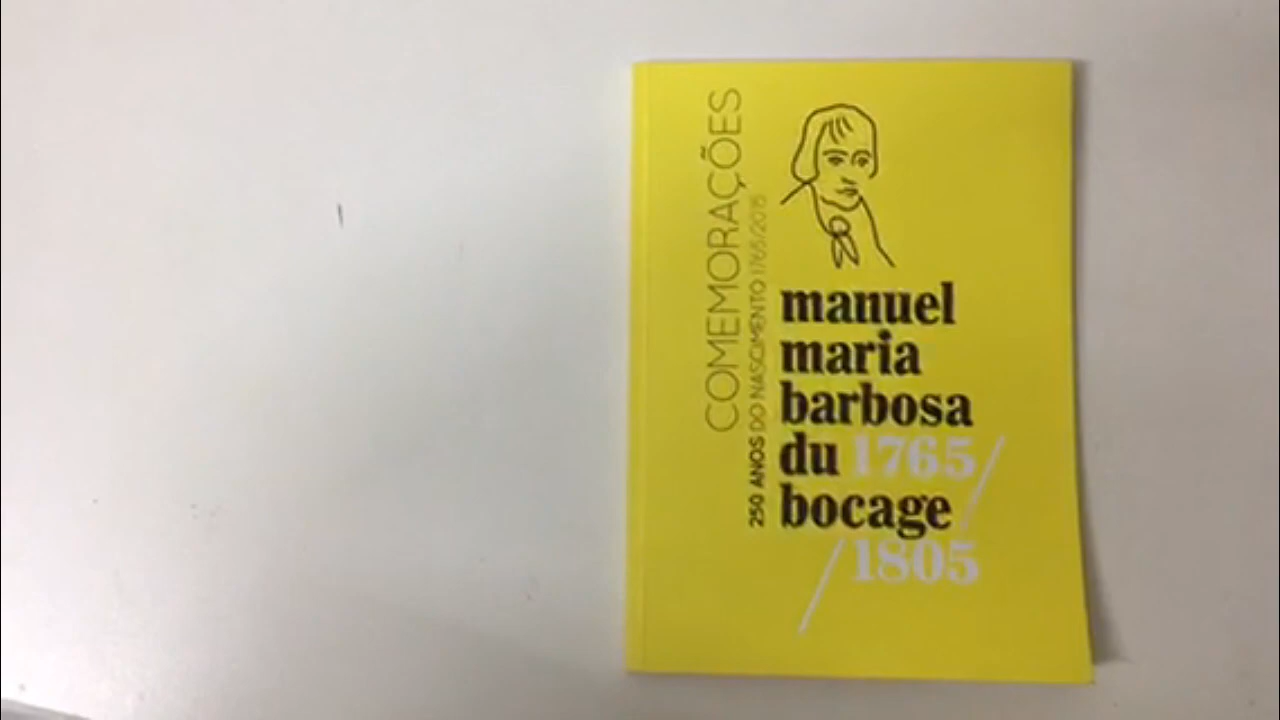 COMEMORAÇÕES
250 ANOS DO NASCIMENTO 1765/2015
manuel
maria
barbosa
du 1765/
bocage
/1805